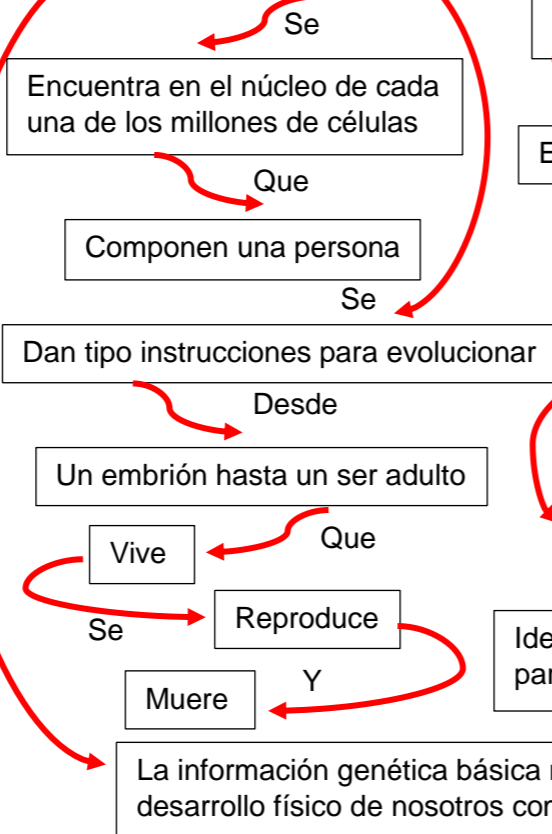 Se
Encuentra en el núcleo de cada
una de los millones de células
Que
Componen una persona
Se
Dan tipo instrucciones para evolucionar
Desde
Un embrión hasta un ser adulto
Que
Vive
Se
Reproduce
Y
Muere
La información genética básica
desarrollo físico de nosotros